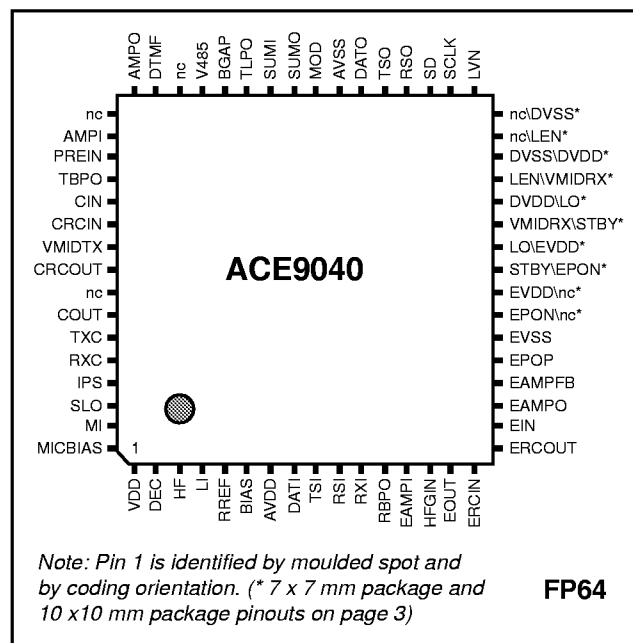 AMPO
DTMF
nc
V485
BGAP
TLPO
SUMI
SUMO
MOD
AVSS
DATO
TSO
RSO
SD
SCLK
LVN
nc
AMPI
PREIN
TBPO
CIN
CRCIN
VMIDTX
CRCOUT
nc
COUT
TXC
RXC
IPS
SLO
MI
MICBIAS
ACE9040
1
nc\DVSS*
nc\LEN*
DVSS\DVDD*
LEN\VMIDRX*
DVDD\LO*
VMIDRX\STBY*
LO\EVDD*
STBY\EPON*
EVDD\nc*
EPON\nc*
EVSS
EPOP
EAMPFB
EAMPO
EIN
ERCOUT
VDD
DEC
HF
LI
RREF
BIAS
AVDD
DATI
TSI
RSI
RXI
RBPO
EAMPI
HFGIN
EOUT
ERCIN
Note: Pin 1 is identified by moulded spot and
by coding orientation. (* 7 x 7 mm package and
10 x10 mm package pinouts on page 3)
FP64